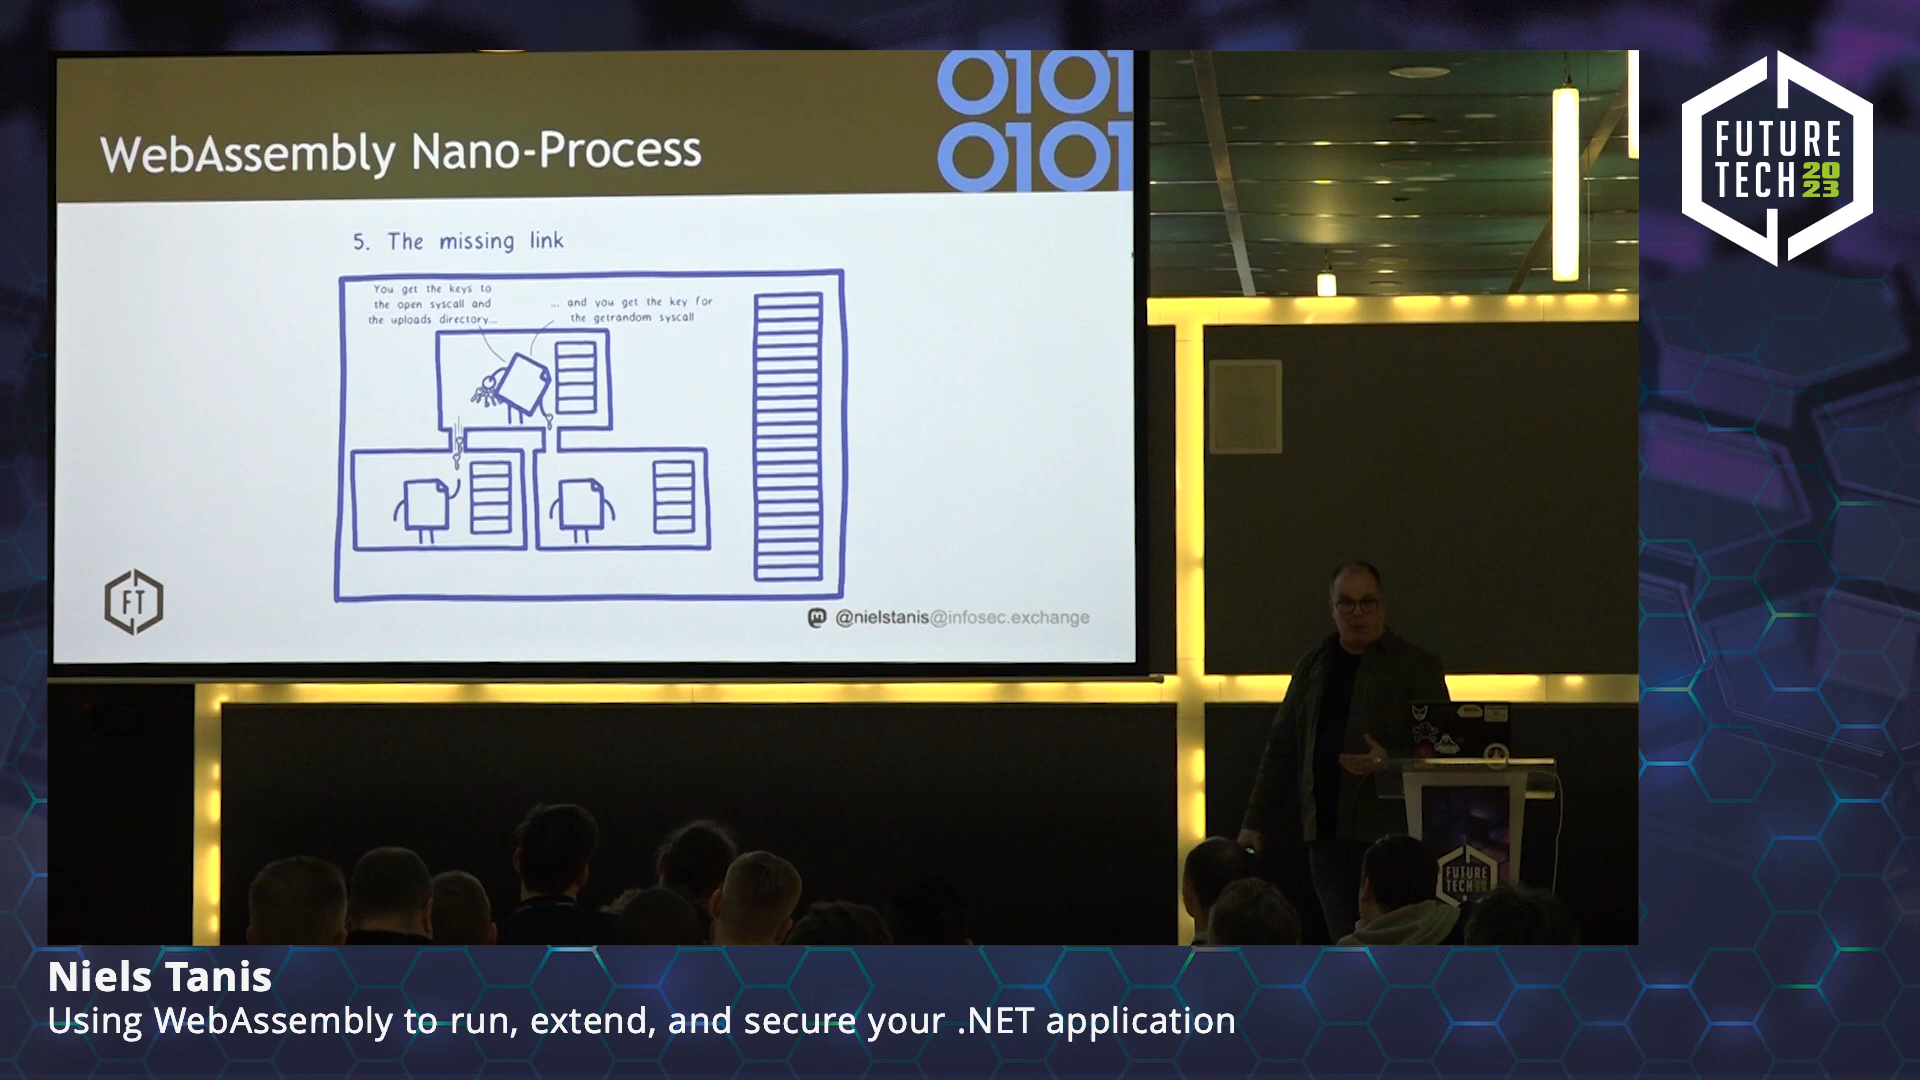 WebAssembly Nano-Process
0101
0101
5. The missing link
You get the keys to
the open syscall and
the uploads directory...
... and you get the key for
the getrandom syscall
FT
@nielstanis@infosec.exchange
FUTURE
TECH 2023
FUTURE
TECH
Niels Tanis
Using WebAssembly to run, extend, and secure your .NET application